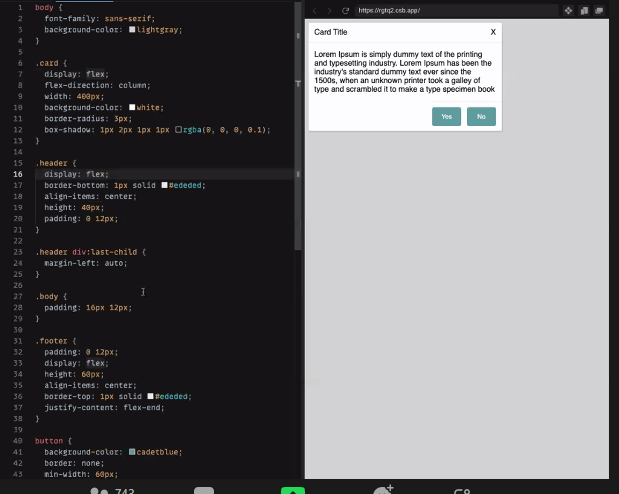 1 body {
2 font-family: sans-serif;
3 background-color: lightgray;
4 }
5
6 .card {
7 display: flex;
8 flex-direction: column;
9 width: 400px;
10 background-color: white;
11 border-radius: 3px;
12 box-shadow: 1px 2px 1px 1px rgba(0, 0, 0, 0.1);
13 }
14
15 .header {
16 display: flex;
17 border-bottom: 1px solid #ededed;
18 align-items: center;
19 height: 40px;
20 padding: 0 12px;
21 }
22
23 .header div:last-child {
24 margin-left: auto;
25 }
26
27 .body {
28 padding: 16px 12px;
29 }
30
31 .footer {
32 padding: 0 12px;
33 display: flex;
34 height: 60px;
35 align-items: center;
36 border-top: 1px solid #ededed;
37 justify-content: flex-end;
38 }
39
40 button {
41 background-color: cadetblue;
42 border: none;
43 min-width: 60px;
https://rgtq2.csb.app/
Card Title X
Lorem Ipsum is simply dummy text of the printing
and typesetting industry. Lorem Ipsum has been the
industry's standard dummy text ever since the
1500s, when an unknown printer took a galley of
type and scrambled it to make a type specimen book
Yes No
743